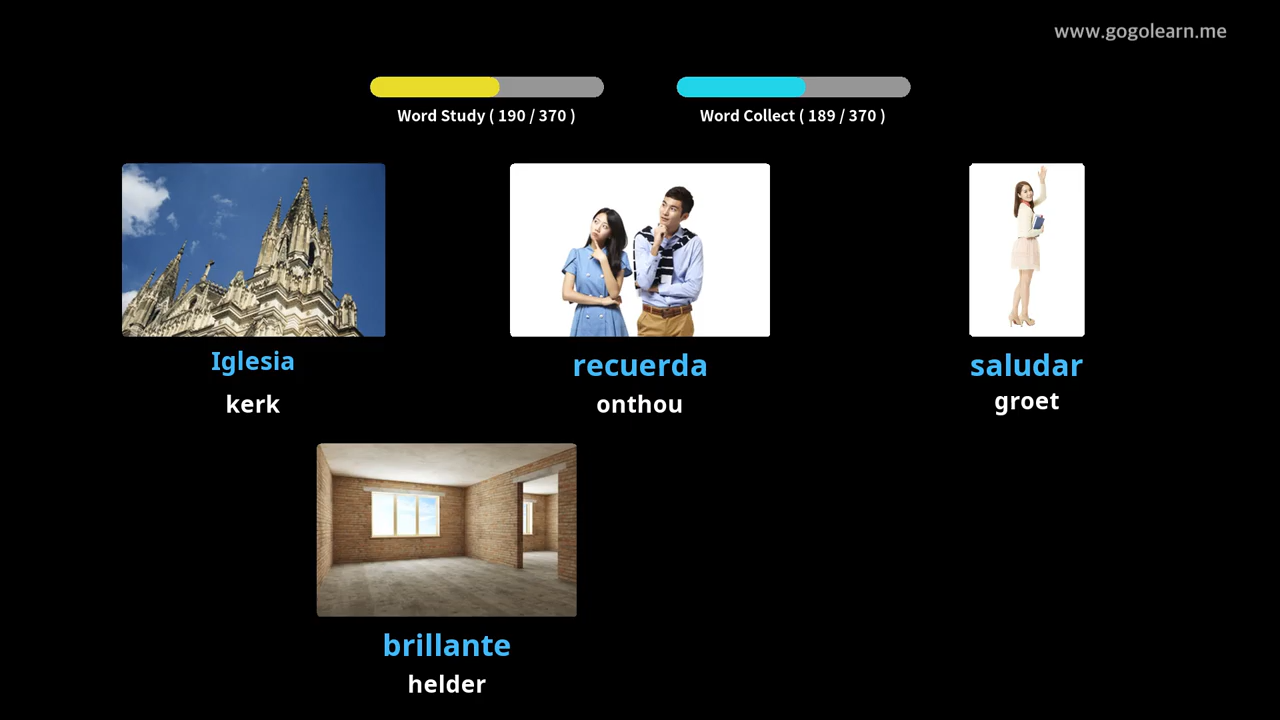 www.gogolearn.me
Word Study ( 190 / 370 )
Word Collect ( 189 / 370 )
Iglesia
kerk
recuerda
onthou
saludar
groet
brillante
helder